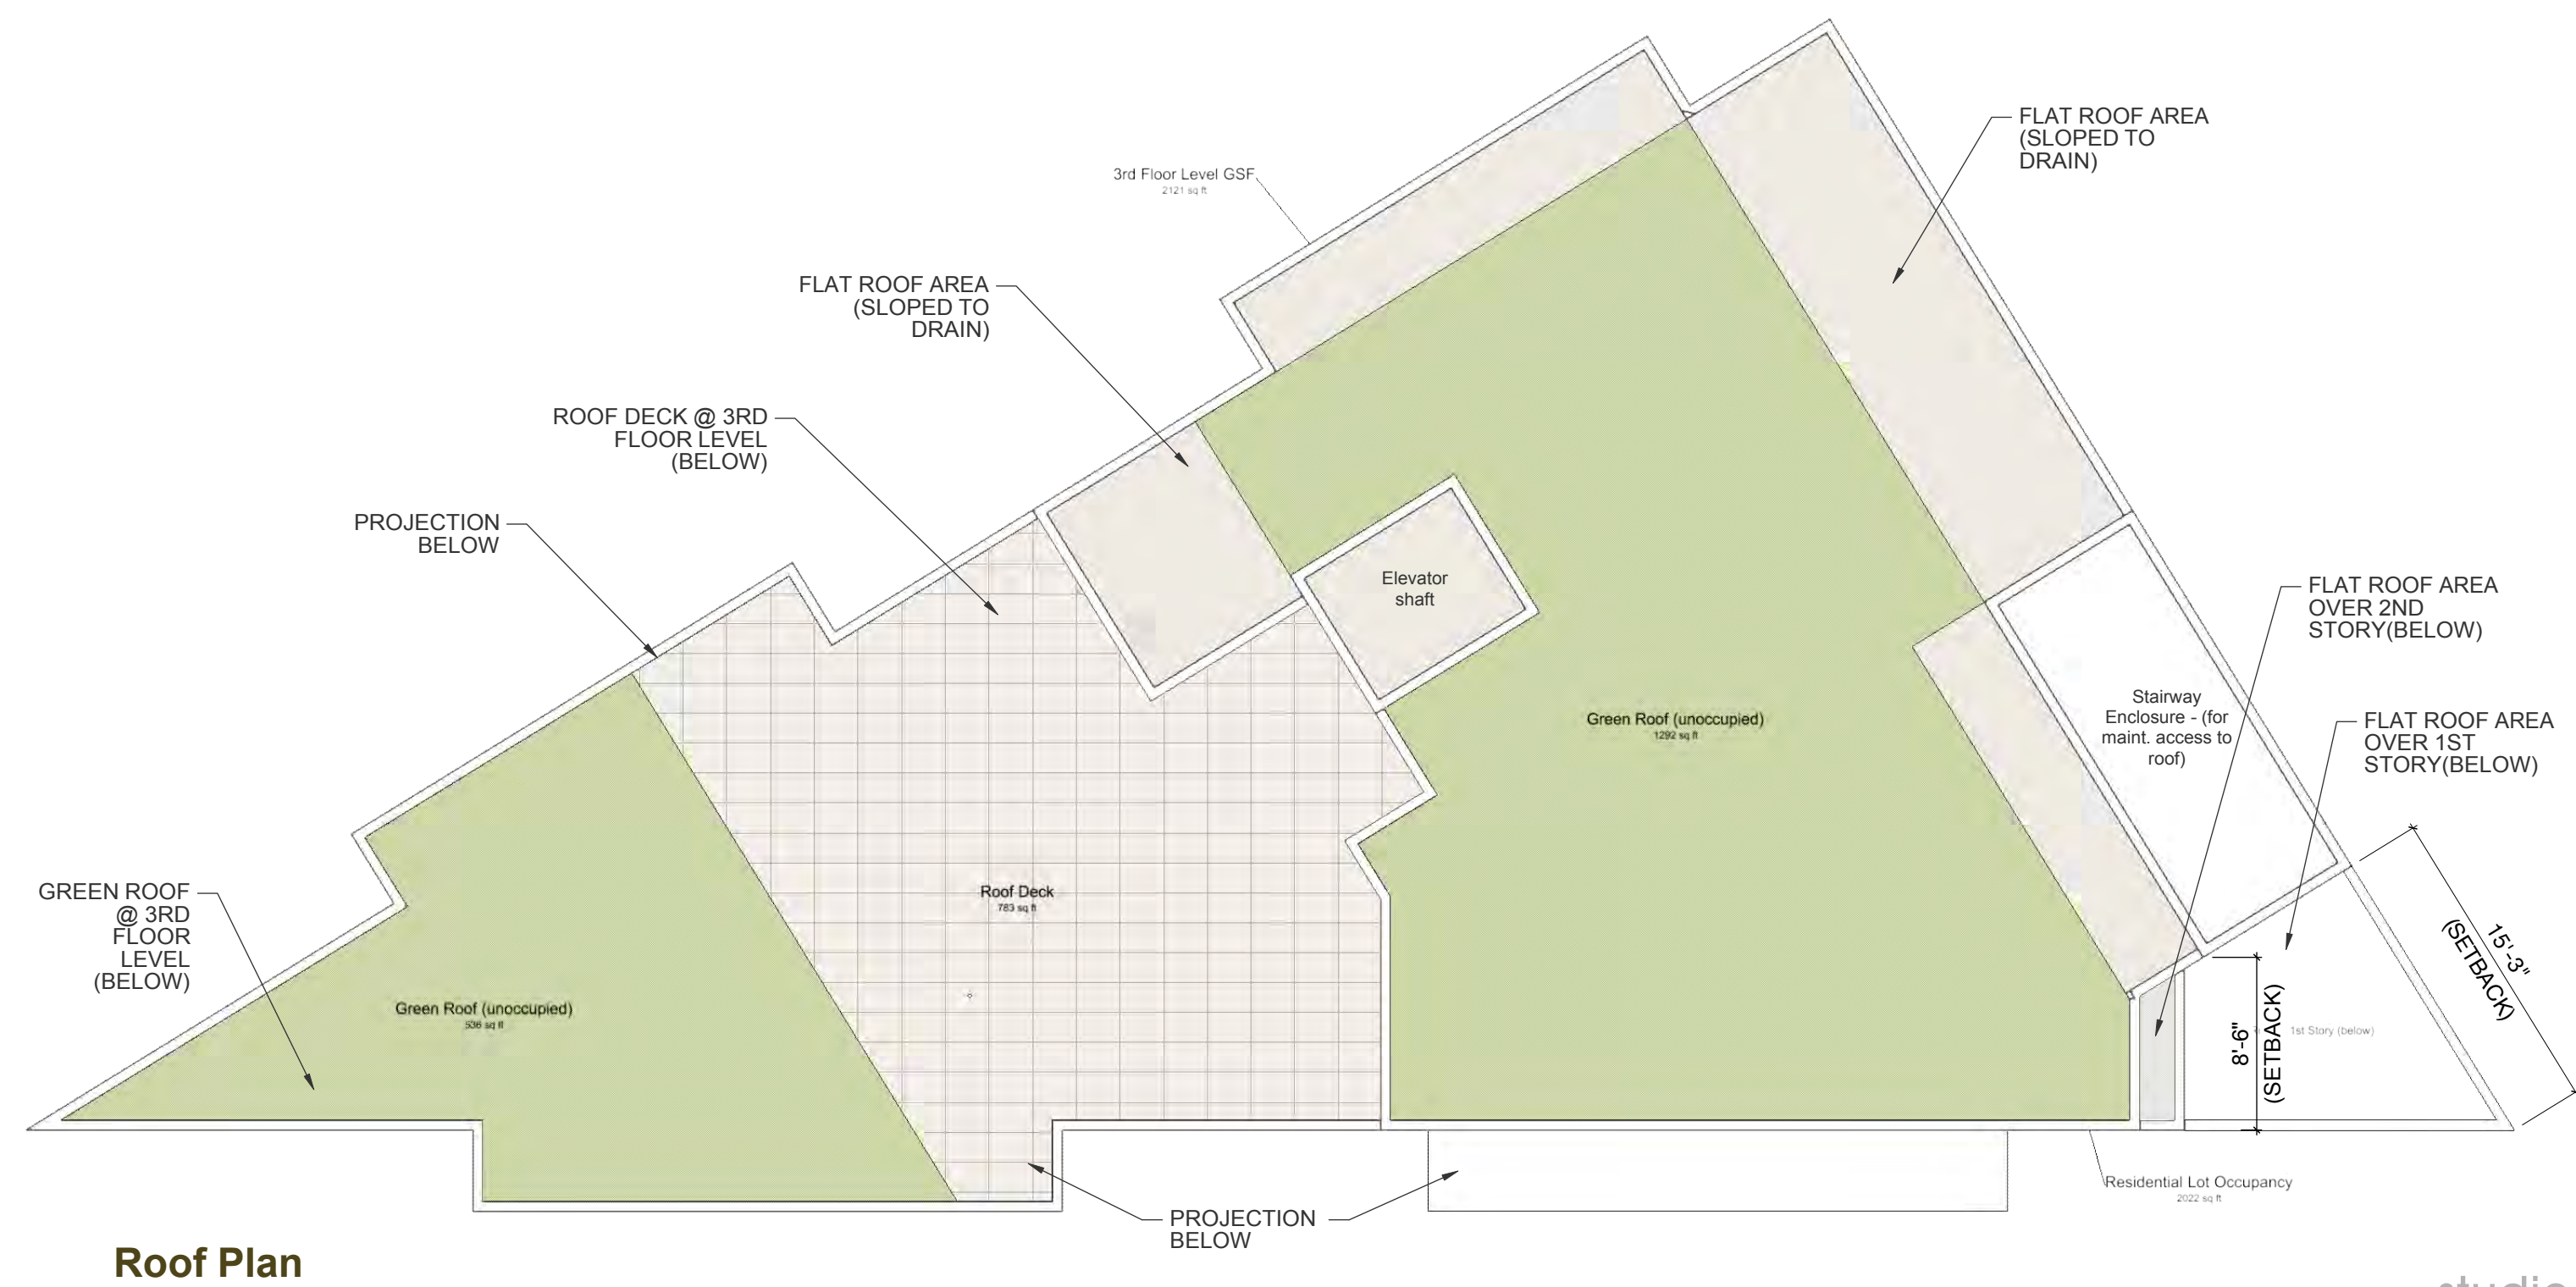 FLAT ROOF AREA
(SLOPED TO
DRAIN)
3rd Floor Level GSF
2121 sq ft
FLAT ROOF AREA
(SLOPED TO
DRAIN)
ROOF DECK @ 3RD
FLOOR LEVEL
(BELOW)
PROJECTION
BELOW
Elevator
shaft
FLAT ROOF AREA
OVER 2ND
STORY(BELOW)
Stairway
Enclosure - (for
maint. access to
roof)
FLAT ROOF AREA
OVER 1ST
STORY(BELOW)
Green Roof (unoccupied)
1292 sq ft
GREEN ROOF
@ 3RD
FLOOR
LEVEL
(BELOW)
Roof Deck
783 sq ft
15'-3"
(SETBACK)
Green Roof (unoccupied)
536 sq ft
8'-6"
(SETBACK)
1st Story (below)
Residential Lot Occupancy
2022 sq ft
PROJECTION
BELOW
Roof Plan
studio